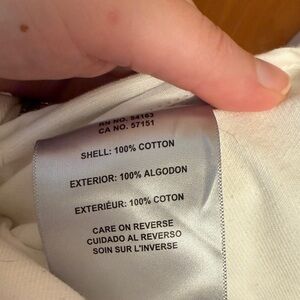 RN NO. 54163
CA NO. 57151
SHELL: 100% COTTON
EXTERIOR: 100% ALGODON
EXTERIÉUR: 100% COTON
CARE ON REVERSE
CUIDADO AL REVERSO
SOIN SUR L'INVERSE